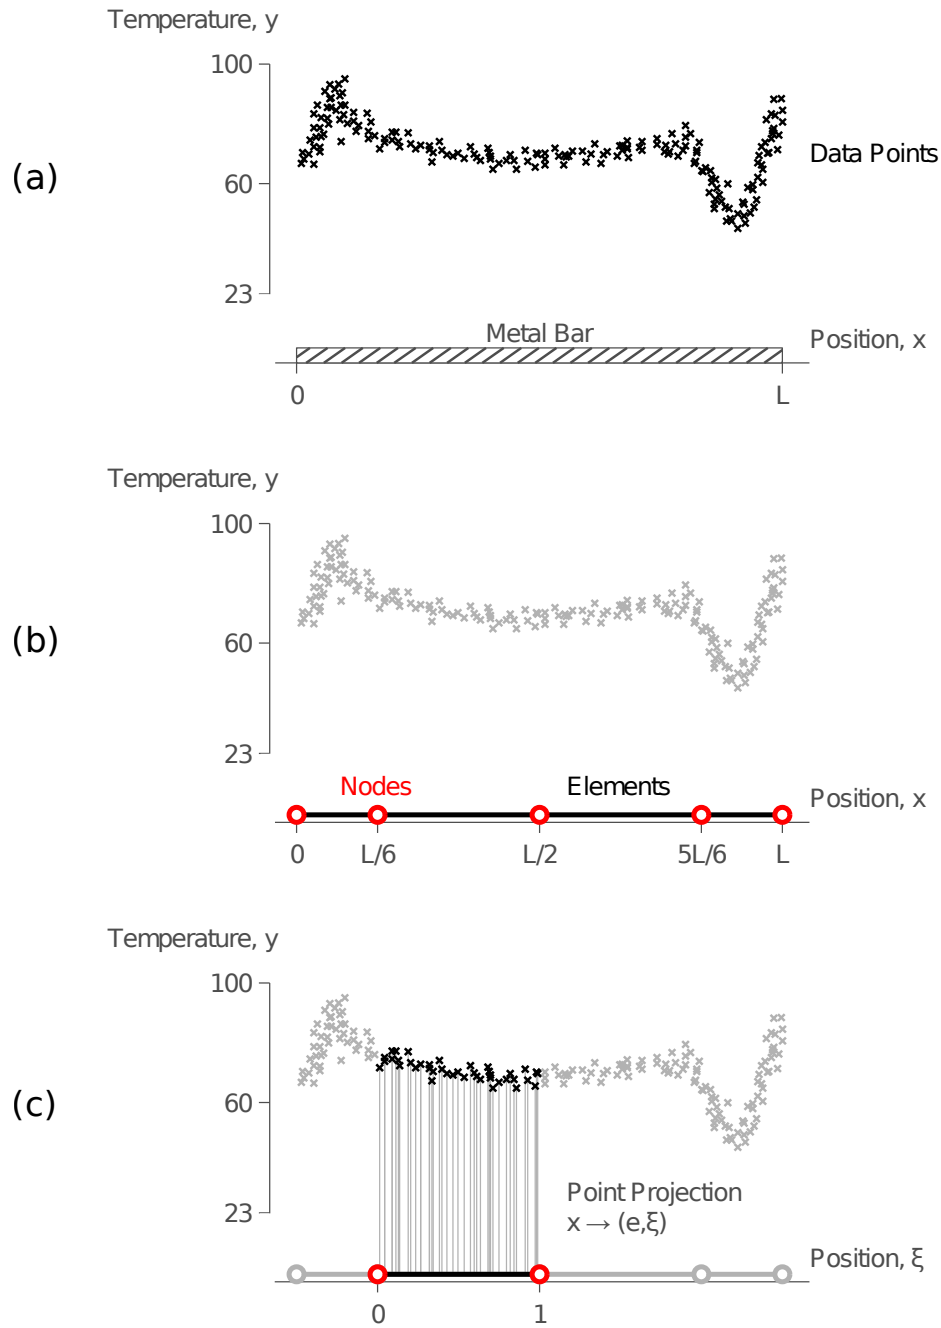 Temperature, y
100
(a)
Data Points
60
23
Metal Bar
Position, x
0 L
Temperature, y
100
(b)
60
23
Nodes Elements
Position, x
0 L/6 L/2 5L/6 L
Temperature, y
100
(c)
60
Point Projection
x → (e,ξ)
23
Position, ξ
0 1